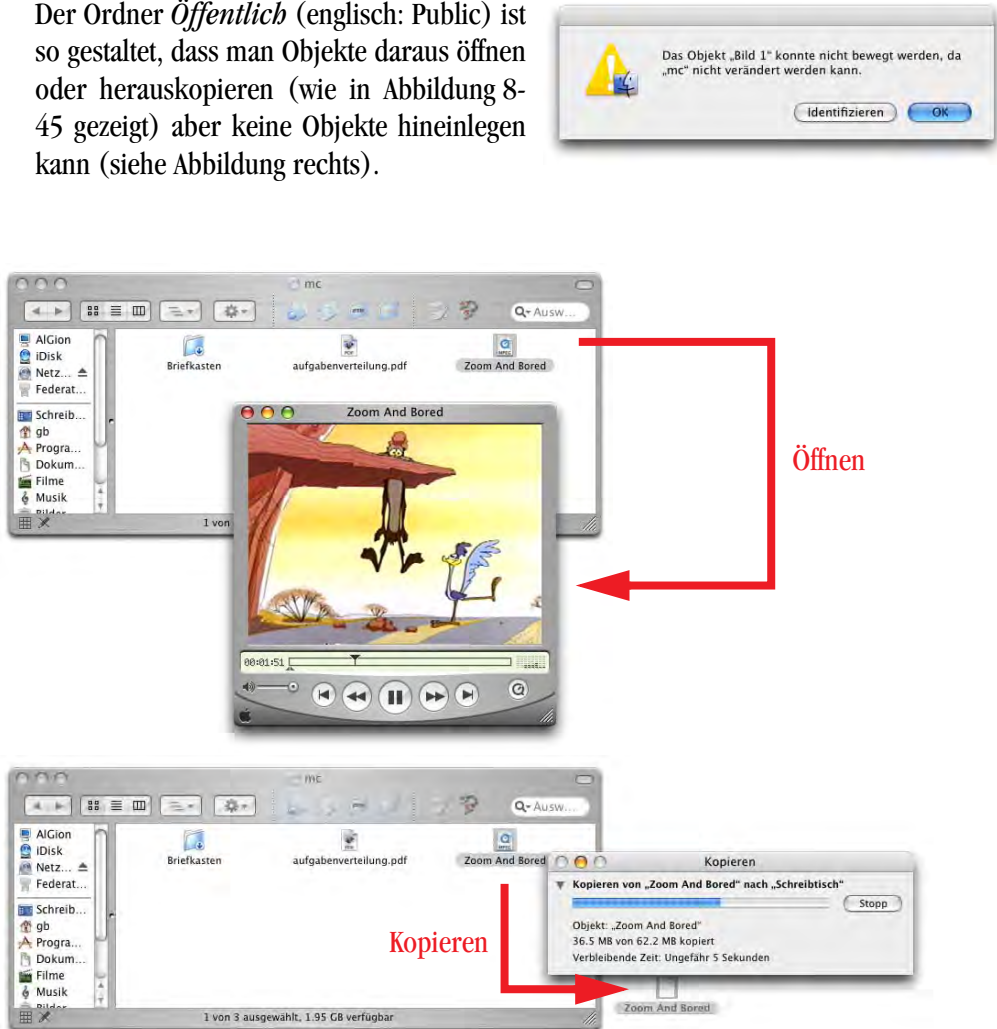 Der Ordner Öffentlich (englisch: Public) ist
so gestaltet, dass man Objekte daraus öffnen
oder herauskopieren (wie in Abbildung 8-
45 gezeigt) aber keine Objekte hineinlegen
kann (siehe Abbildung rechts).
Das Objekt „Bild 1“ konnte nicht bewegt werden, da
„mc“ nicht verändert werden kann.
Identifizieren
OK
mc
Q- Ausw...
AlGion
iDisk
Netz...
Federat...
Schreib...
gb
Progra...
Dokum...
Filme
Musik
Bilder
Briefkasten
aufgabenverteilung.pdf
Zoom And Bored
1 von
Zoom And Bored
00:01:51
Öffnen
mc
Q- Ausw...
AlGion
iDisk
Netz...
Federat...
Schreib...
gb
Progra...
Dokum...
Filme
Musik
Bilder
Briefkasten
aufgabenverteilung.pdf
Zoom And Bored
1 von 3 ausgewählt, 1.95 GB verfügbar
Kopieren
Kopieren
Kopieren von „Zoom And Bored“ nach „Schreibtisch“
Stopp
Objekt: „Zoom And Bored“
36.5 MB von 62.2 MB kopiert
Verbleibende Zeit: Ungefähr 5 Sekunden
Zoom And Bored